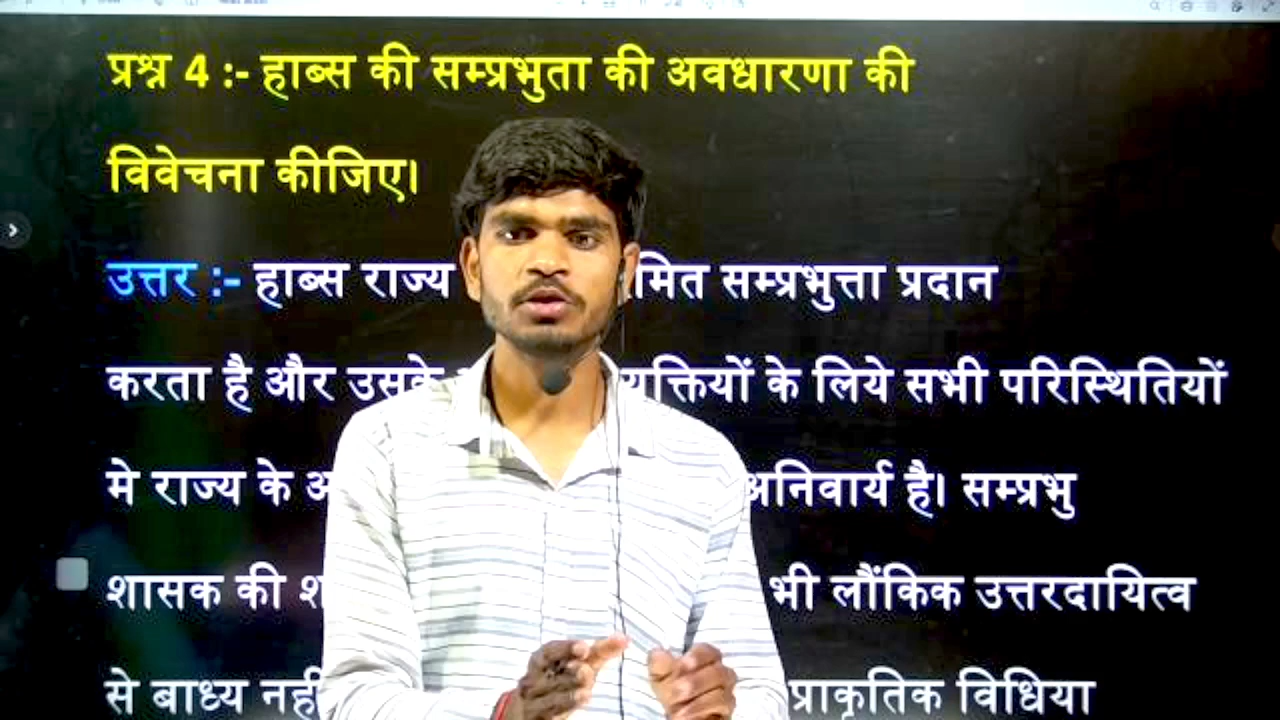 प्रश्न 4 :- हाब्स की सम्प्रभुता की अवधारणा की
विवेचना कीजिए।
उत्तर :- हाब्स राज्य मित सम्प्रभुत्ता प्रदान
करता है और उसके यक्तियों के लिये सभी परिस्थितियों
मे राज्य के अनिवार्य है। सम्प्रभु
शासक की भी लौंकिक उत्तरदायित्व
से बाध्य नहीं प्राकृतिक विधिया